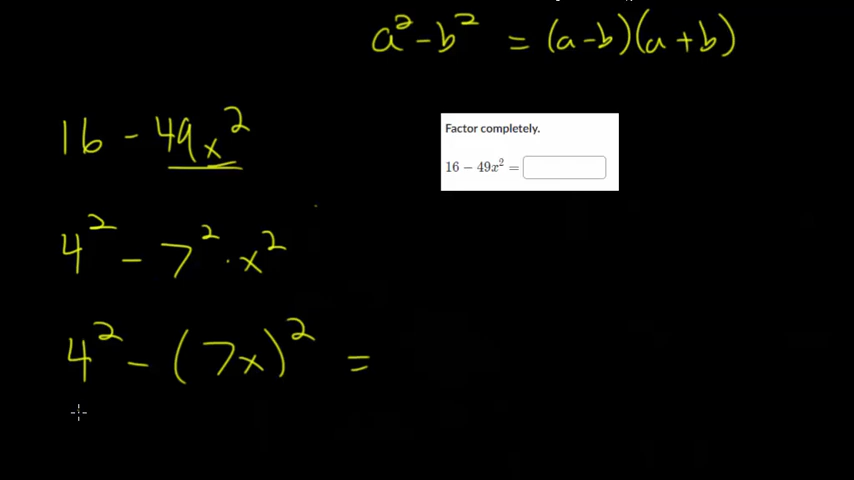 a² - b² = (a - b)(a + b)
16 - 49x²
Factor completely.
16 − 49x² =
4² - 7² · x²
4² - (7x)² =